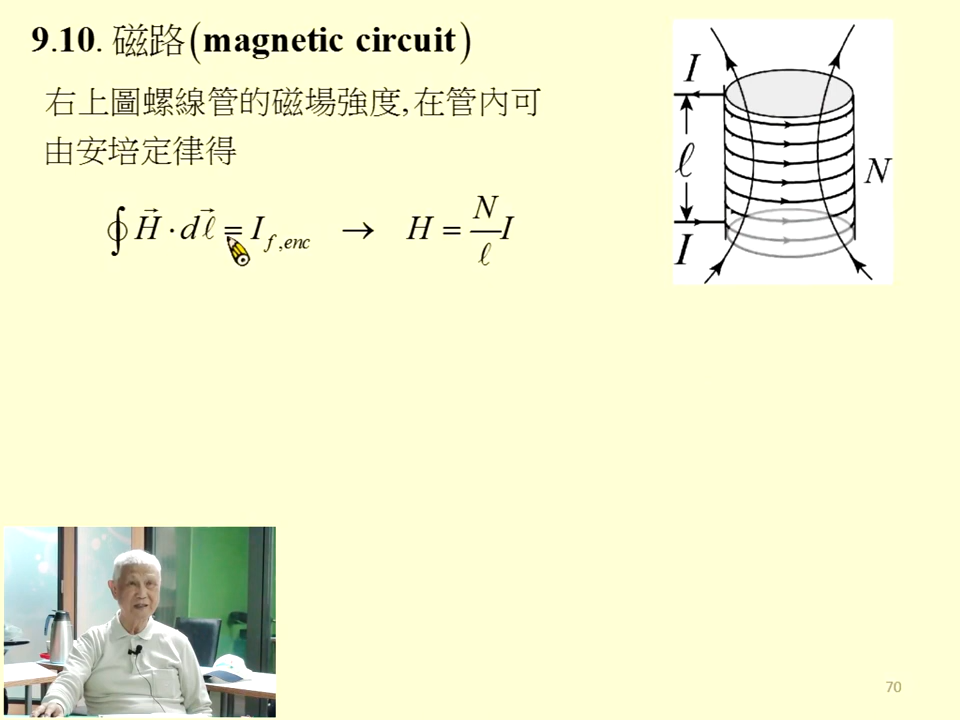 9.10. 磁路(magnetic circuit)
右上圖螺線管的磁場強度,在管內可
由安培定律得
∮H⃗ · dℓ⃗ = I_{f,enc} → H = N/ℓ I
I
ℓ
N
I
70